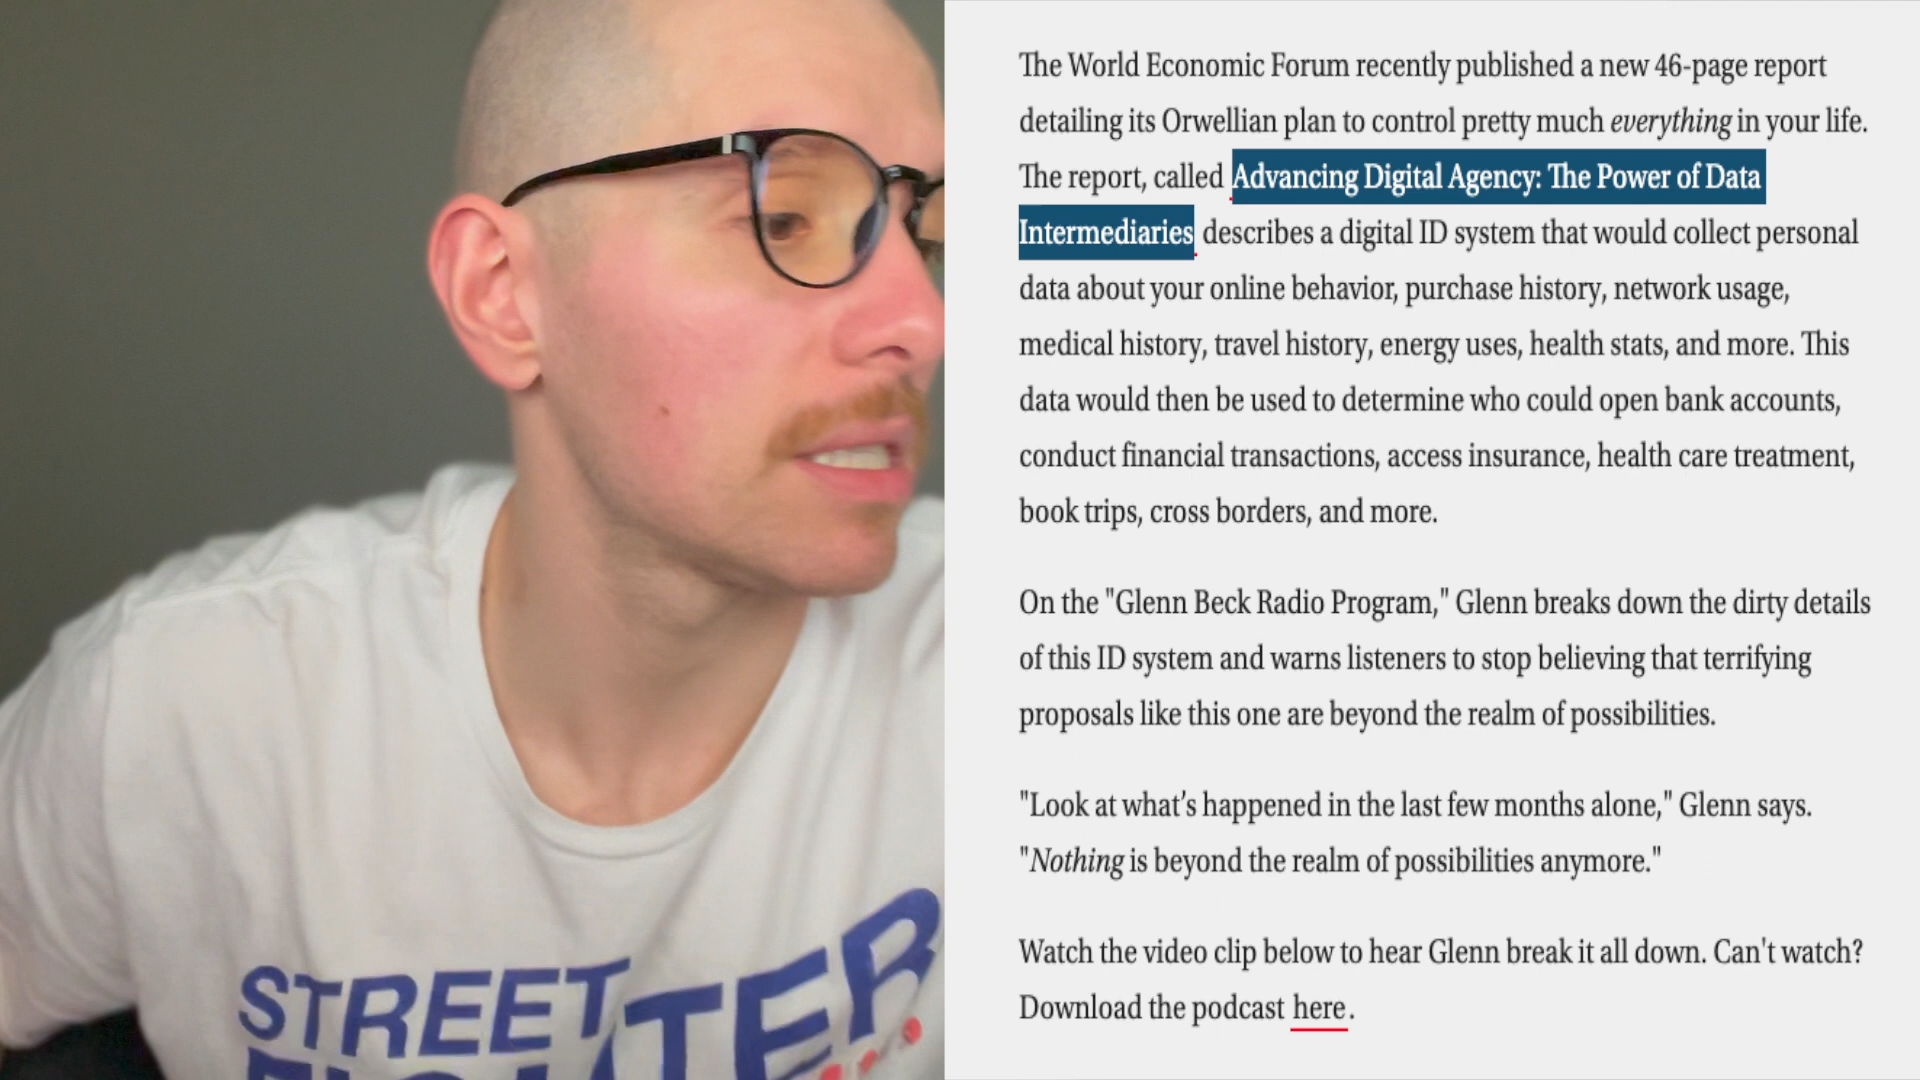 The World Economic Forum recently published a new 46-page report
detailing its Orwellian plan to control pretty much everything in your life.
The report, called Advancing Digital Agency: The Power of Data
Intermediaries describes a digital ID system that would collect personal
data about your online behavior, purchase history, network usage,
medical history, travel history, energy uses, health stats, and more. This
data would then be used to determine who could open bank accounts,
conduct financial transactions, access insurance, health care treatment,
book trips, cross borders, and more.
On the "Glenn Beck Radio Program," Glenn breaks down the dirty details
of this ID system and warns listeners to stop believing that terrifying
proposals like this one are beyond the realm of possibilities.
"Look at what’s happened in the last few months alone," Glenn says.
"Nothing is beyond the realm of possibilities anymore."
Watch the video clip below to hear Glenn break it all down. Can't watch?
Download the podcast here.
STREET